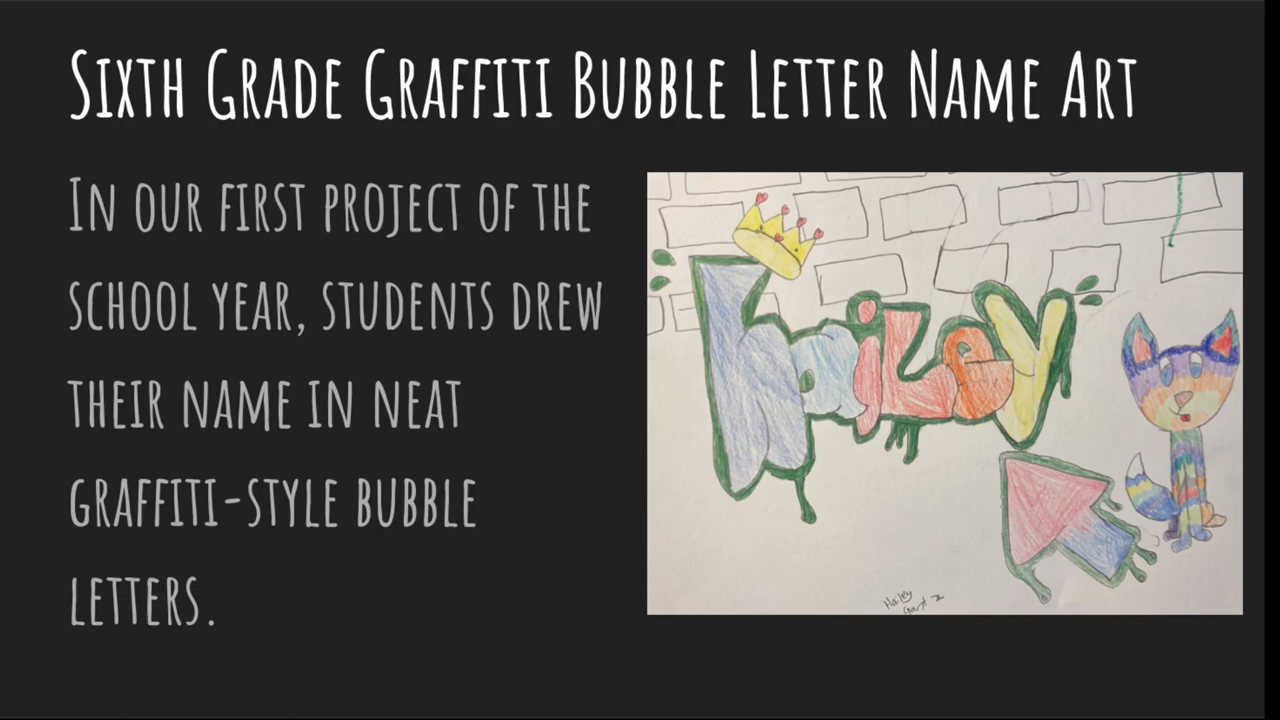 Sixth Grade Graffiti Bubble Letter Name Art
In our first project of the
school year, students drew
their name in neat
graffiti-style bubble
letters.
haiLey
Hailey